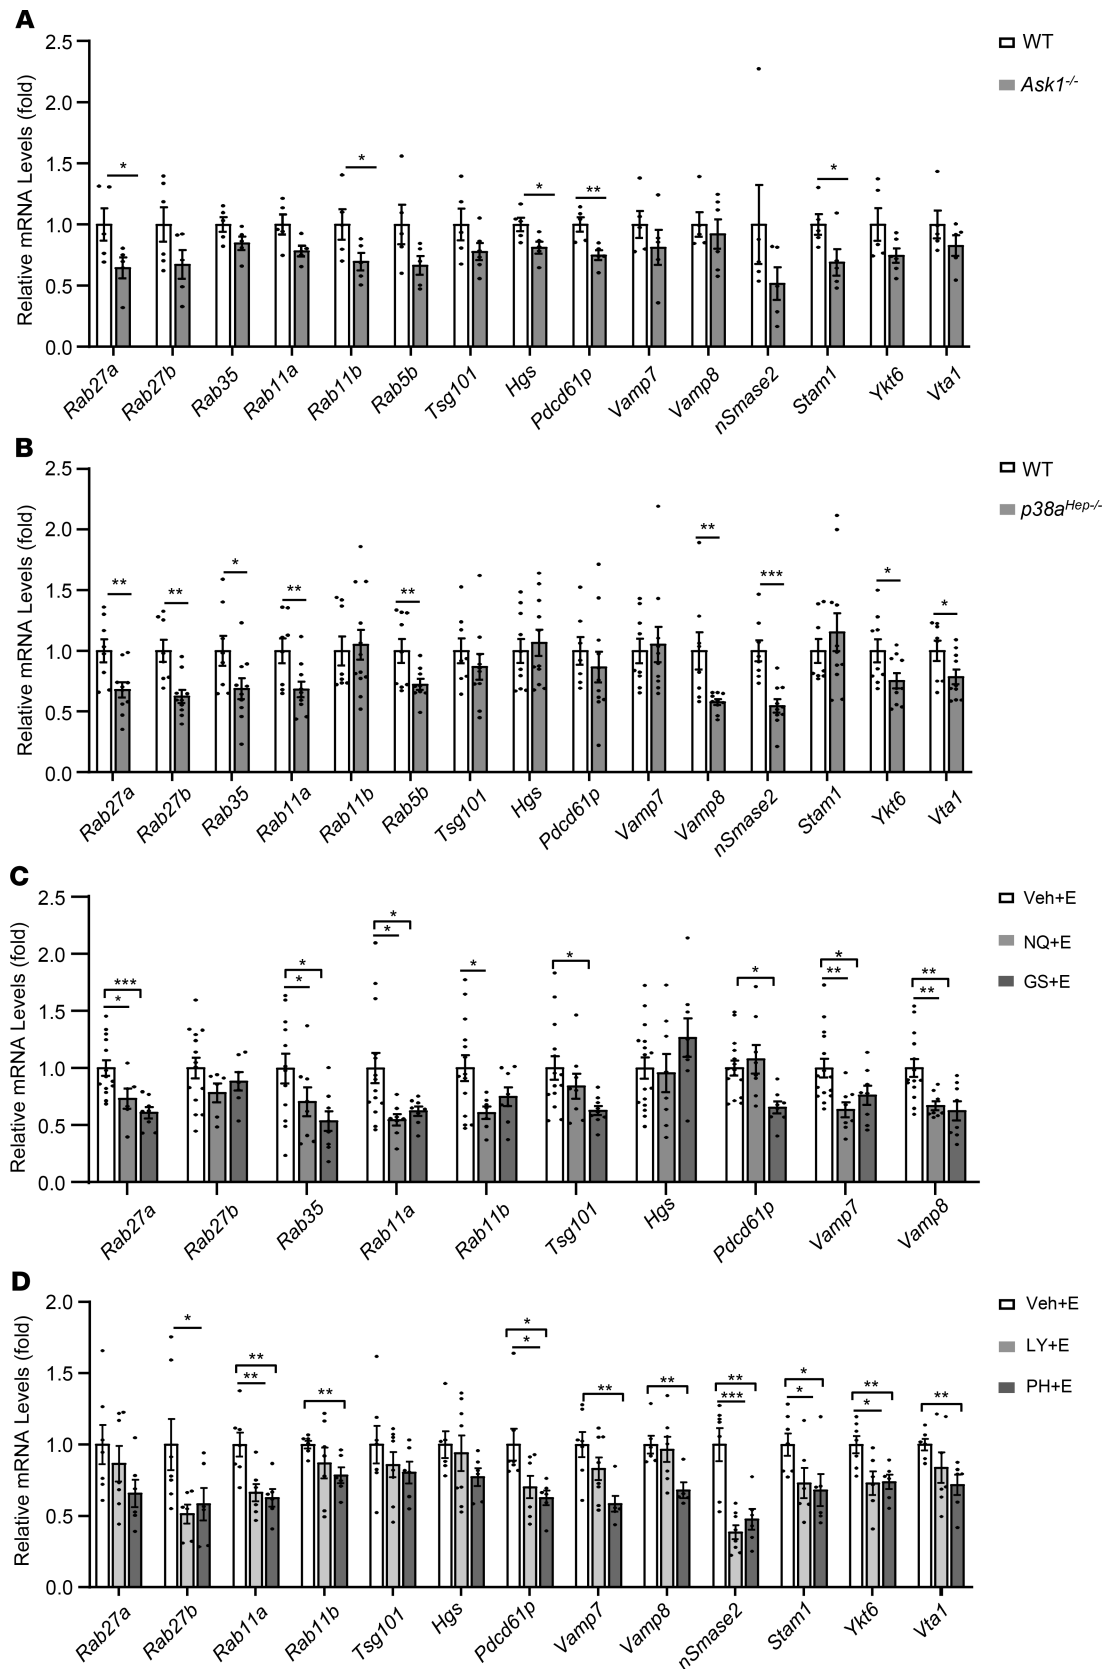 A
Relative mRNA Levels (fold)
2.5
2.0
1.5
1.0
0.5
0.0
* * * ** *
Rab27a Rab27b Rab35 Rab11a Rab11b Rab5b Tsg101 Hgs Pdcd61p Vamp7 Vamp8 nSmase2 Stam1 Ykt6 Vta1
WT
Ask1-/-
B
Relative mRNA Levels (fold)
2.5
2.0
1.5
1.0
0.5
0.0
** ** * ** ** ** *** * *
Rab27a Rab27b Rab35 Rab11a Rab11b Rab5b Tsg101 Hgs Pdcd61p Vamp7 Vamp8 nSmase2 Stam1 Ykt6 Vta1
WT
p38aHep-/-
C
Relative mRNA Levels (fold)
2.5
2.0
1.5
1.0
0.5
0.0
*** * * * * * * * * * ** ** **
Rab27a Rab27b Rab35 Rab11a Rab11b Tsg101 Hgs Pdcd61p Vamp7 Vamp8
Veh+E
NQ+E
GS+E
D
Relative mRNA Levels (fold)
2.0
1.5
1.0
0.5
0.0
* ** ** ** * * ** ** ** *** * * ** * **
Rab27a Rab27b Rab11a Rab11b Tsg101 Hgs Pdcd61p Vamp7 Vamp8 nSmase2 Stam1 Ykt6 Vta1
Veh+E
LY+E
PH+E